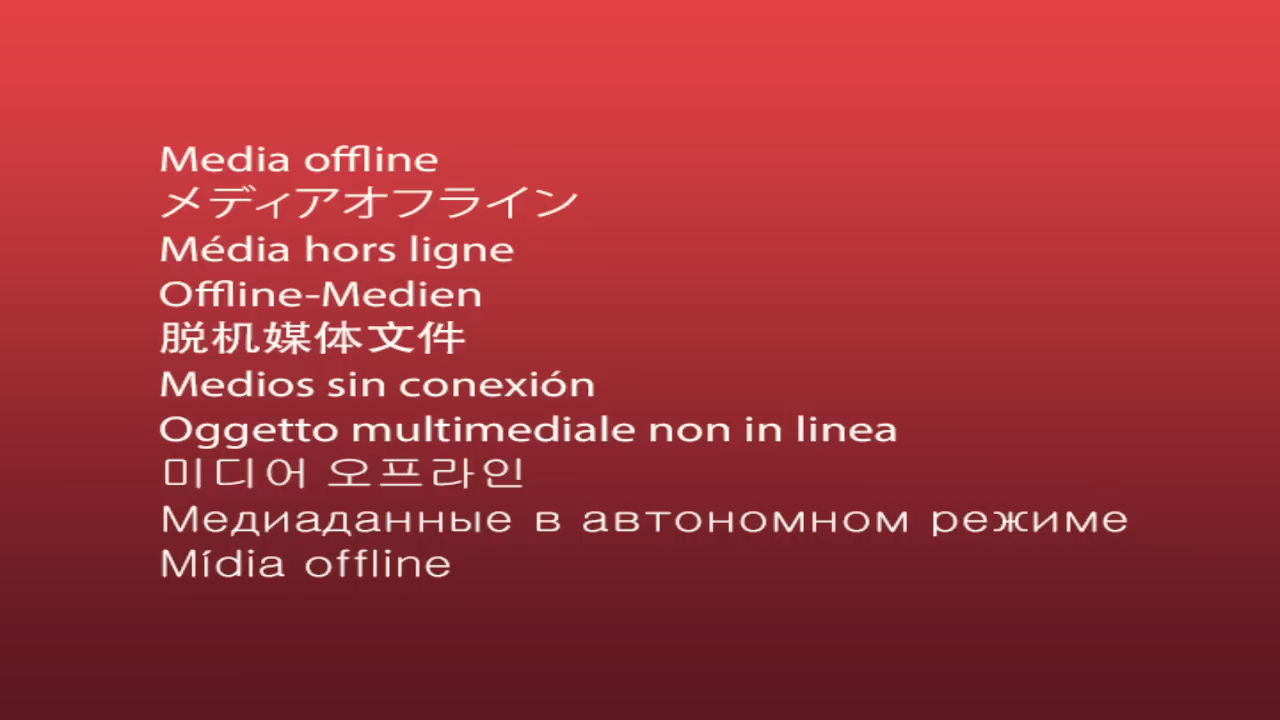 Media offline
メディアオフライン
Média hors ligne
Offline-Medien
脱机媒体文件
Medios sin conexión
Oggetto multimediale non in linea
미디어 오프라인
Медиаданные в автономном режиме
Mídia offline